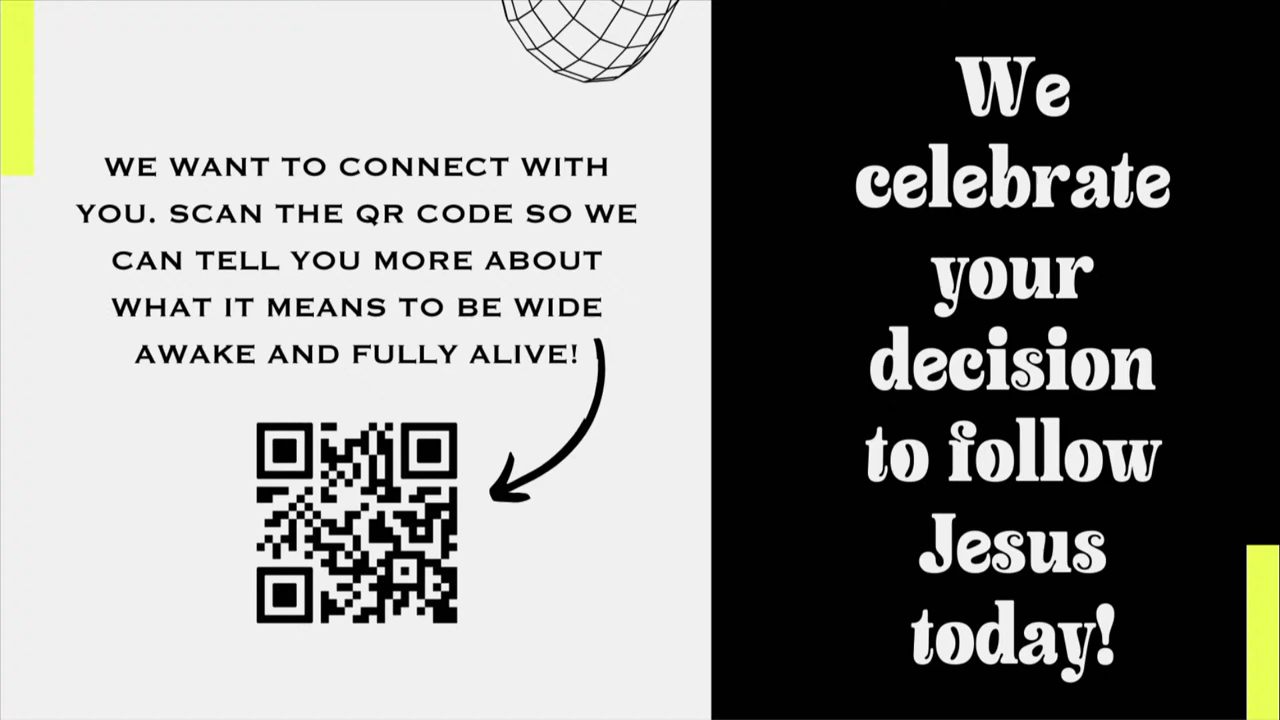 WE WANT TO CONNECT WITH
YOU. SCAN THE QR CODE SO WE
CAN TELL YOU MORE ABOUT
WHAT IT MEANS TO BE WIDE
AWAKE AND FULLY ALIVE!
We
celebrate
your
decision
to follow
Jesus
today!